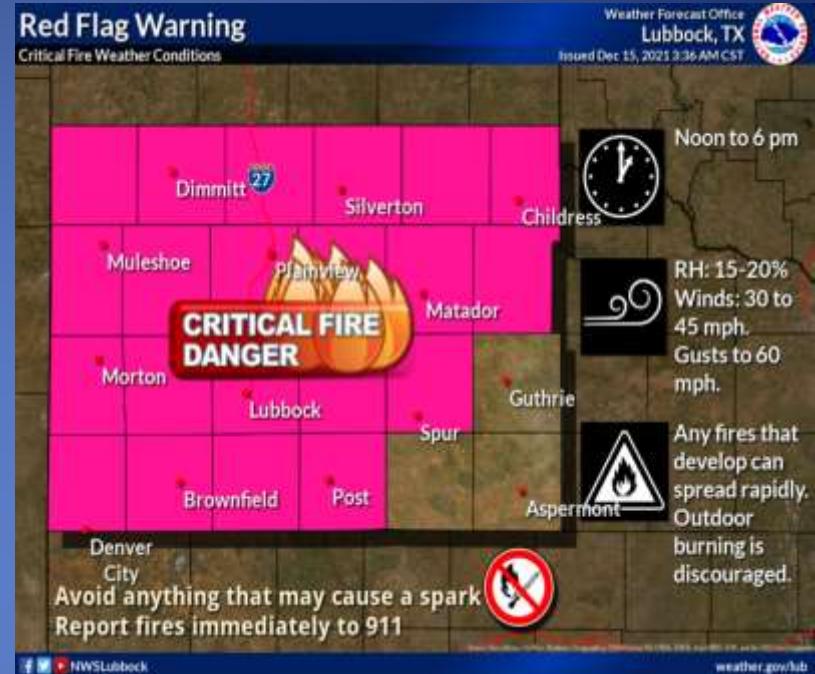 Red Flag Warning
Critical Fire Weather Conditions
Weather Forecast Office
Lubbock, TX
Issued Dec 15, 2021 3:36 AM CST
Noon to 6 pm
27
Dimmitt
Silverton
Childress
Muleshoe
Plainview
Matador
CRITICAL FIRE
DANGER
Morton
Lubbock
Guthrie
Spur
Brownfield
Post
Aspermont
Denver
City
RH: 15-20%
Winds: 30 to
45 mph.
Gusts to 60
mph.
Any fires that
develop can
spread rapidly.
Outdoor
burning is
discouraged.
Avoid anything that may cause a spark
Report fires immediately to 911
NWSLubbock
weather.gov/lub